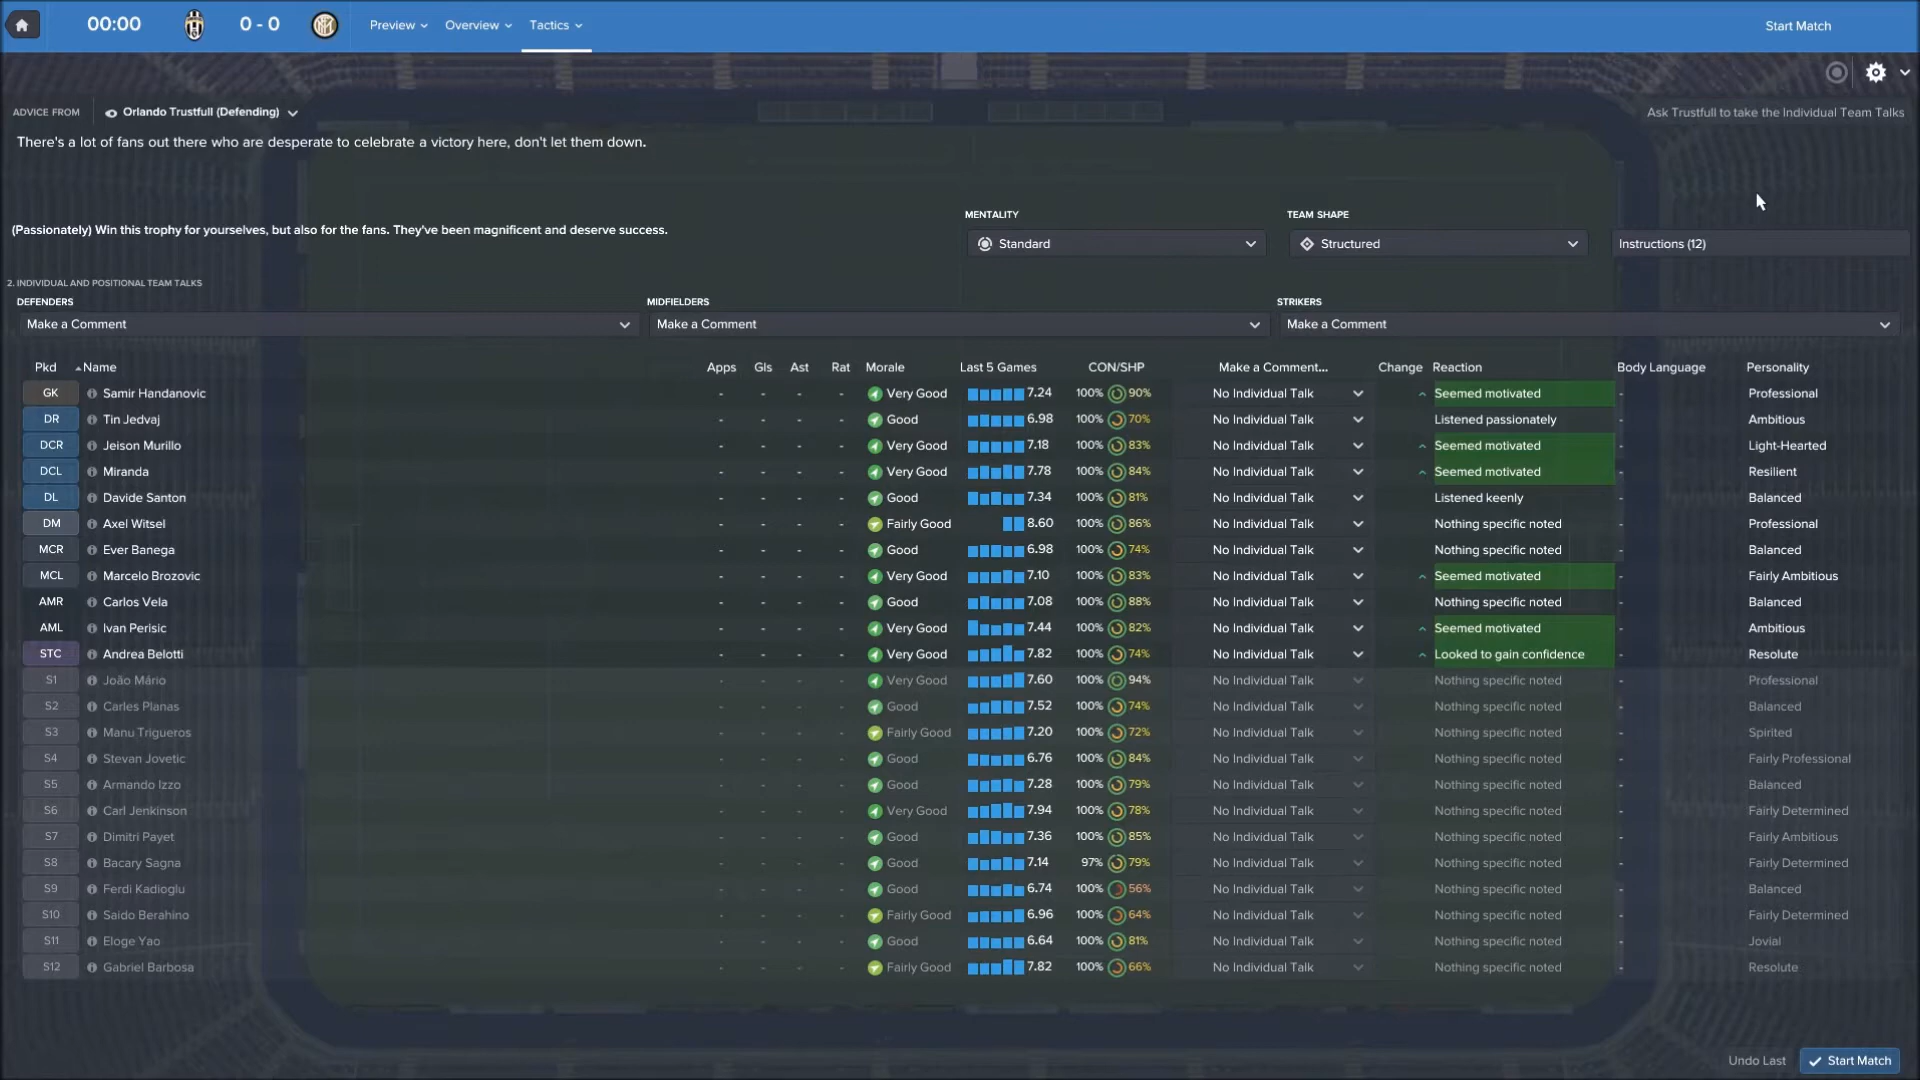 00:00 0 - 0 Preview Overview Tactics Start Match
ADVICE FROM Orlando Trustfull (Defending) Ask Trustfull to take the Individual Team Talks
There's a lot of fans out there who are desperate to celebrate a victory here, don't let them down.
MENTALITY TEAM SHAPE
(Passionately) Win this trophy for yourselves, but also for the fans. They've been magnificent and deserve success.
Standard Structured Instructions (12)
2. INDIVIDUAL AND POSITIONAL TEAM TALKS
DEFENDERS MIDFIELDERS STRIKERS
Make a Comment Make a Comment Make a Comment
Pkd Name Apps Gls Ast Rat Morale Last 5 Games CON/SHP Make a Comment... Change Reaction Body Language Personality
GK Samir Handanovic - - - - Very Good 7.24 100% 90% No Individual Talk Seemed motivated - Professional
DR Tin Jedvaj - - - - Good 6.98 100% 70% No Individual Talk Listened passionately - Ambitious
DCR Jeison Murillo - - - - Very Good 7.18 100% 83% No Individual Talk Seemed motivated - Light-Hearted
DCL Miranda - - - - Very Good 7.78 100% 84% No Individual Talk Seemed motivated - Resilient
DL Davide Santon - - - - Good 7.34 100% 81% No Individual Talk Listened keenly - Balanced
DM Axel Witsel - - - - Fairly Good 8.60 100% 86% No Individual Talk Nothing specific noted - Professional
MCR Ever Banega - - - - Good 6.98 100% 74% No Individual Talk Nothing specific noted - Balanced
MCL Marcelo Brozovic - - - - Very Good 7.10 100% 83% No Individual Talk Seemed motivated - Fairly Ambitious
AMR Carlos Vela - - - - Good 7.08 100% 88% No Individual Talk Nothing specific noted - Balanced
AML Ivan Perisic - - - - Very Good 7.44 100% 82% No Individual Talk Seemed motivated - Ambitious
STC Andrea Belotti - - - - Very Good 7.82 100% 74% No Individual Talk Looked to gain confidence - Resolute
S1 João Mário - - - - Very Good 7.60 100% 94% No Individual Talk Nothing specific noted - Professional
S2 Carles Planas - - - - Good 7.52 100% 74% No Individual Talk Nothing specific noted - Balanced
S3 Manu Trigueros - - - - Fairly Good 7.20 100% 72% No Individual Talk Nothing specific noted - Spirited
S4 Stevan Jovetic - - - - Good 6.76 100% 84% No Individual Talk Nothing specific noted - Fairly Professional
S5 Armando Izzo - - - - Good 7.28 100% 79% No Individual Talk Nothing specific noted - Balanced
S6 Carl Jenkinson - - - - Very Good 7.94 100% 78% No Individual Talk Nothing specific noted - Fairly Determined
S7 Dimitri Payet - - - - Good 7.36 100% 85% No Individual Talk Nothing specific noted - Fairly Ambitious
S8 Bacary Sagna - - - - Good 7.14 97% 79% No Individual Talk Nothing specific noted - Fairly Determined
S9 Ferdi Kadioglu - - - - Good 6.74 100% 56% No Individual Talk Nothing specific noted - Balanced
S10 Saido Berahino - - - - Fairly Good 6.96 100% 64% No Individual Talk Nothing specific noted - Fairly Determined
S11 Eloge Yao - - - - Good 6.64 100% 81% No Individual Talk Nothing specific noted - Jovial
S12 Gabriel Barbosa - - - - Fairly Good 7.82 100% 66% No Individual Talk Nothing specific noted - Resolute
Undo Last Start Match